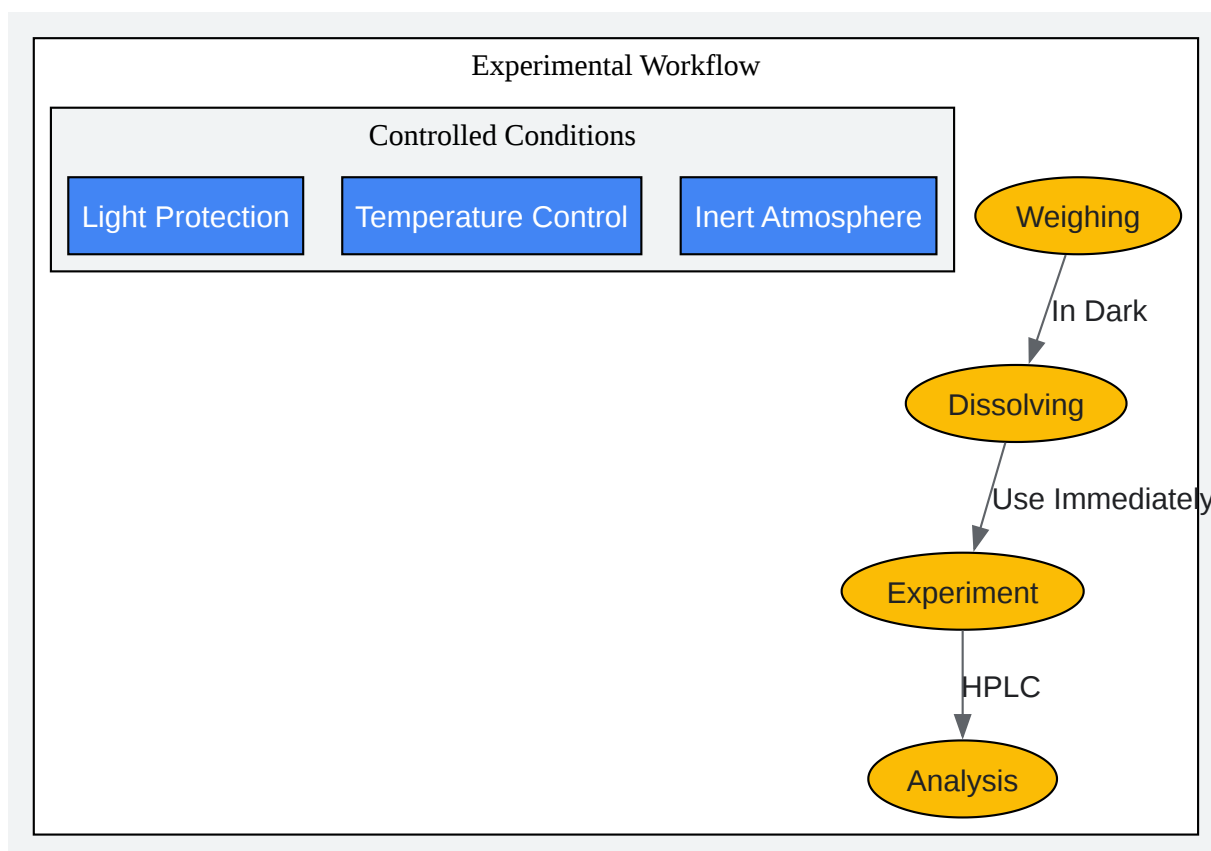 Experimental Workflow
Controlled Conditions
Light Protection
Temperature Control
Inert Atmosphere
Weighing
In Dark
Dissolving
Use Immediately
Experiment
HPLC
Analysis